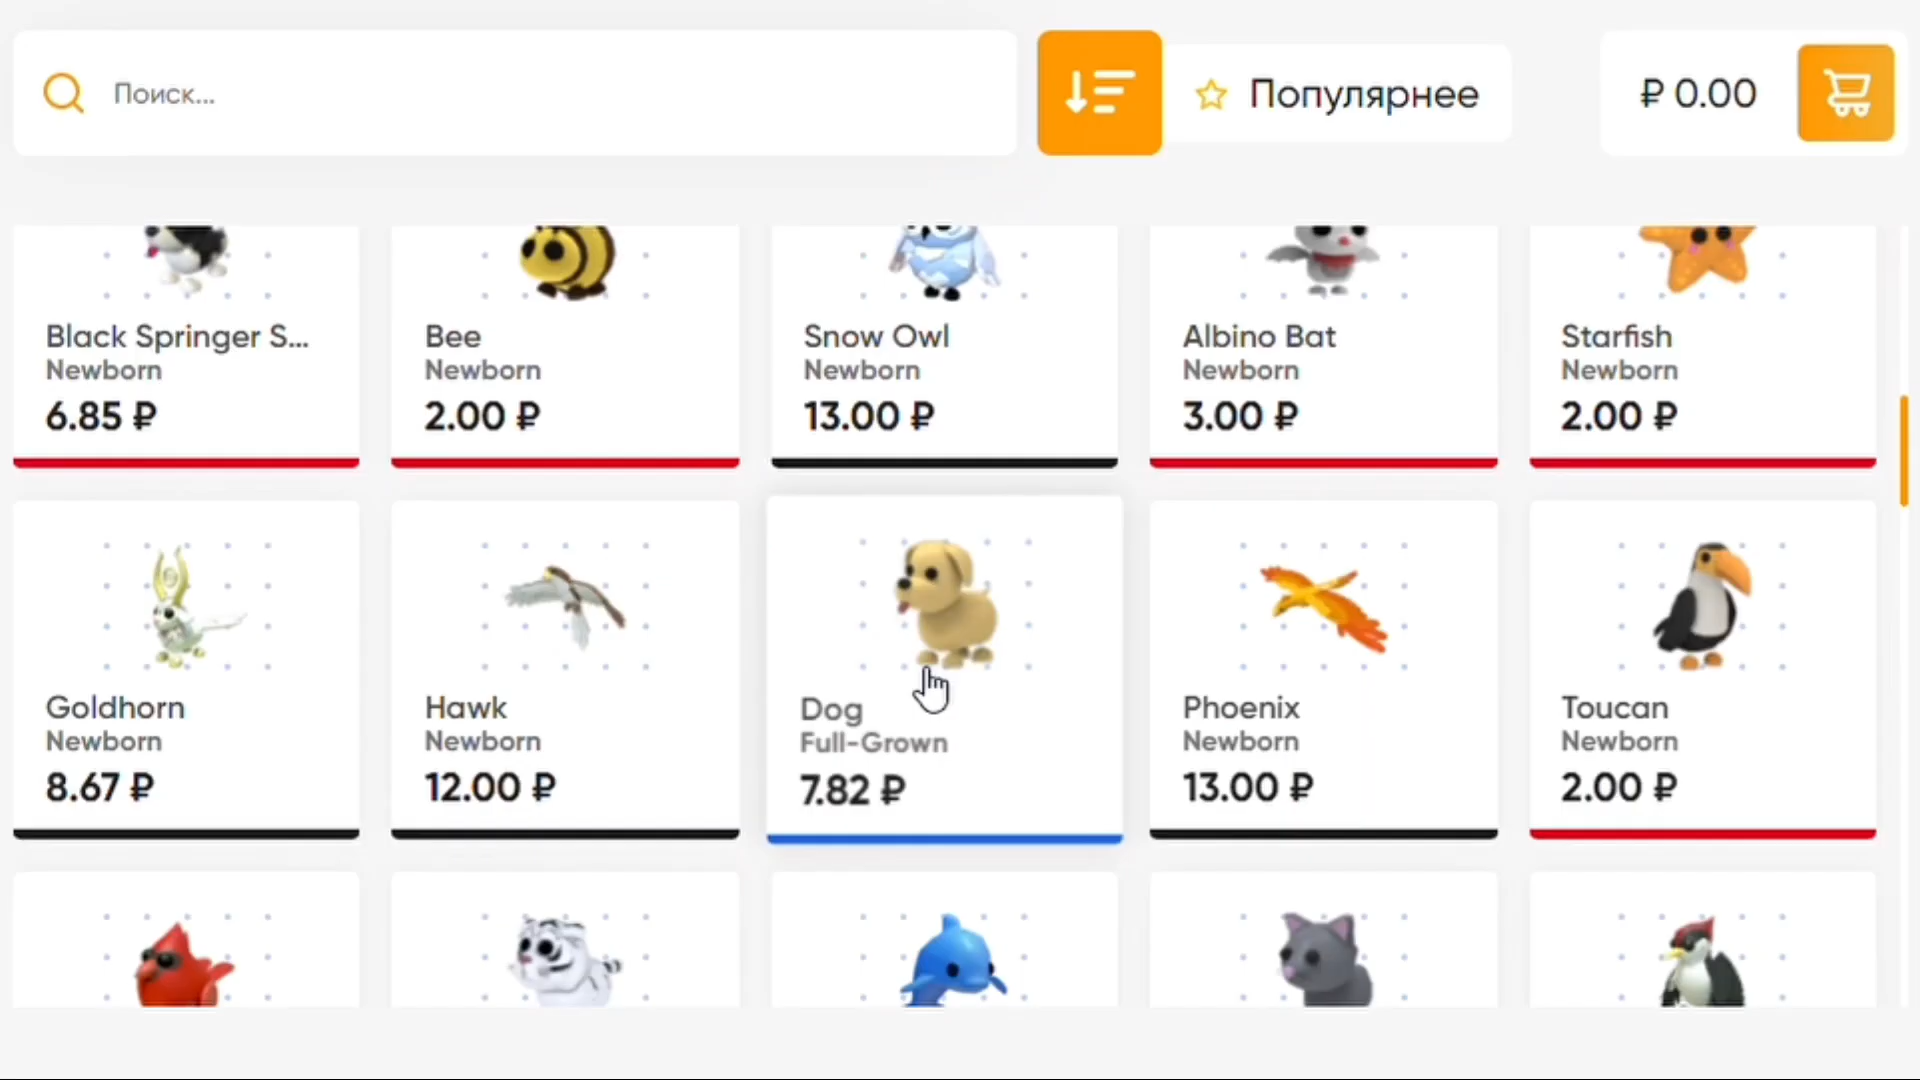 Поиск...
Популярнее
₽ 0.00
Black Springer S...
Newborn
6.85 ₽
Bee
Newborn
2.00 ₽
Snow Owl
Newborn
13.00 ₽
Albino Bat
Newborn
3.00 ₽
Starfish
Newborn
2.00 ₽
Goldhorn
Newborn
8.67 ₽
Hawk
Newborn
12.00 ₽
Dog
Full-Grown
7.82 ₽
Phoenix
Newborn
13.00 ₽
Toucan
Newborn
2.00 ₽